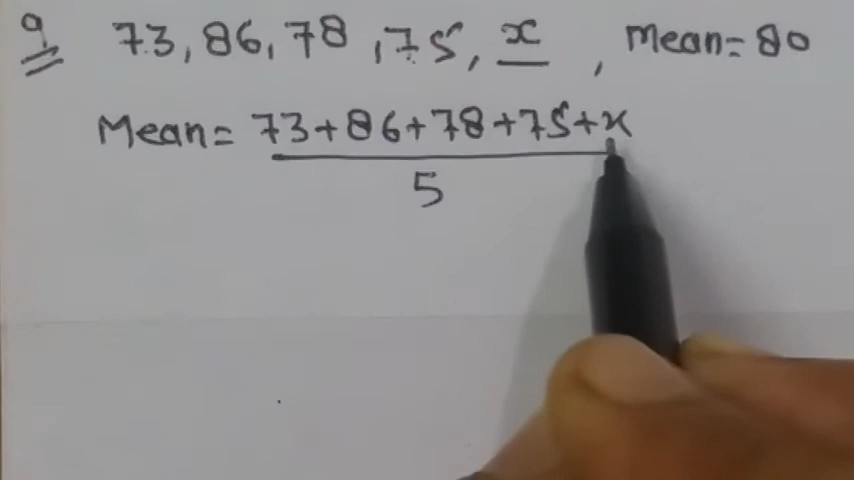 9 73, 86, 78, 75, x, Mean= 80
Mean= 73+86+78+75+x
5